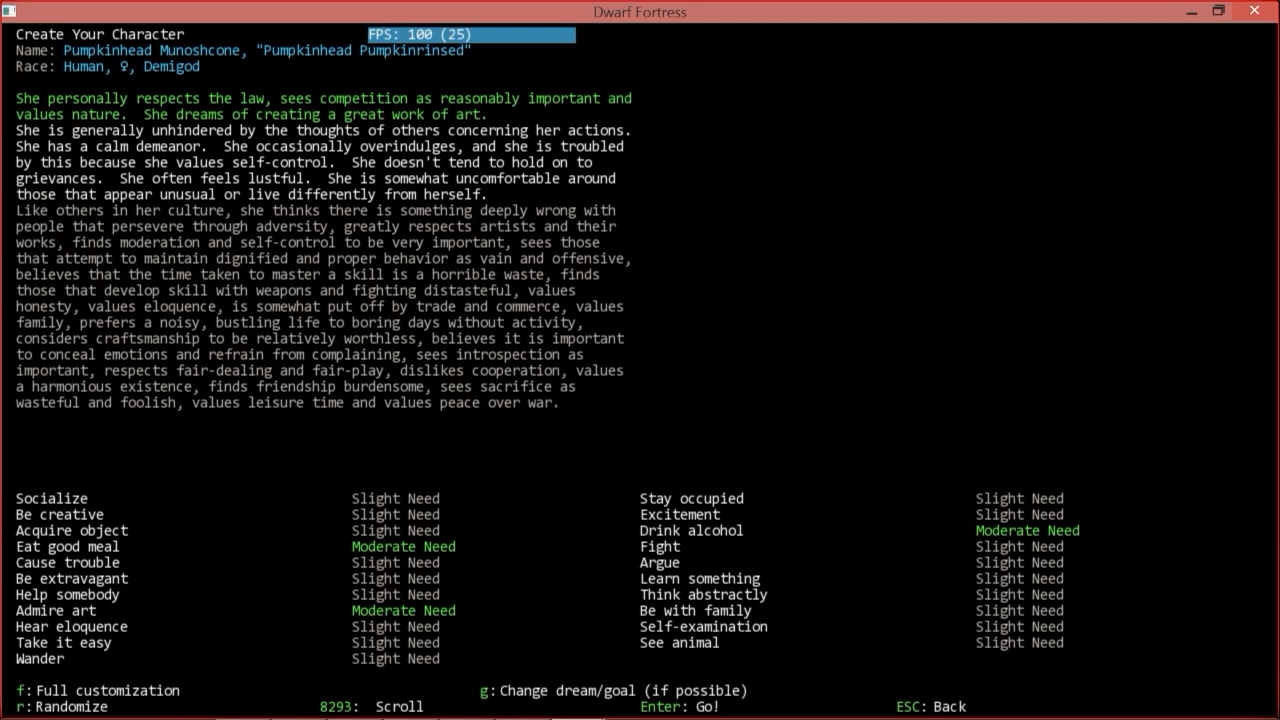 Dwarf Fortress
Create Your Character FPS: 100 (25)
Name: Pumpkinhead Munoshcone, "Pumpkinhead Pumpkinrinsed"
Race: Human, ♀, Demigod
She personally respects the law, sees competition as reasonably important and
values nature. She dreams of creating a great work of art.
She is generally unhindered by the thoughts of others concerning her actions.
She has a calm demeanor. She occasionally overindulges, and she is troubled
by this because she values self-control. She doesn't tend to hold on to
grievances. She often feels lustful. She is somewhat uncomfortable around
those that appear unusual or live differently from herself.
Like others in her culture, she thinks there is something deeply wrong with
people that persevere through adversity, greatly respects artists and their
works, finds moderation and self-control to be very important, sees those
that attempt to maintain dignified and proper behavior as vain and offensive,
believes that the time taken to master a skill is a horrible waste, finds
those that develop skill with weapons and fighting distasteful, values
honesty, values eloquence, is somewhat put off by trade and commerce, values
family, prefers a noisy, bustling life to boring days without activity,
considers craftsmanship to be relatively worthless, believes it is important
to conceal emotions and refrain from complaining, sees introspection as
important, respects fair-dealing and fair-play, dislikes cooperation, values
a harmonious existence, finds friendship burdensome, sees sacrifice as
wasteful and foolish, values leisure time and values peace over war.
Socialize Slight Need Stay occupied Slight Need
Be creative Slight Need Excitement Slight Need
Acquire object Slight Need Drink alcohol Moderate Need
Eat good meal Moderate Need Fight Slight Need
Cause trouble Slight Need Argue Slight Need
Be extravagant Slight Need Learn something Slight Need
Help somebody Slight Need Think abstractly Slight Need
Admire art Moderate Need Be with family Slight Need
Hear eloquence Slight Need Self-examination Slight Need
Take it easy Slight Need See animal Slight Need
Wander Slight Need
f: Full customization g: Change dream/goal (if possible)
r: Randomize 8293: Scroll Enter: Go! ESC: Back